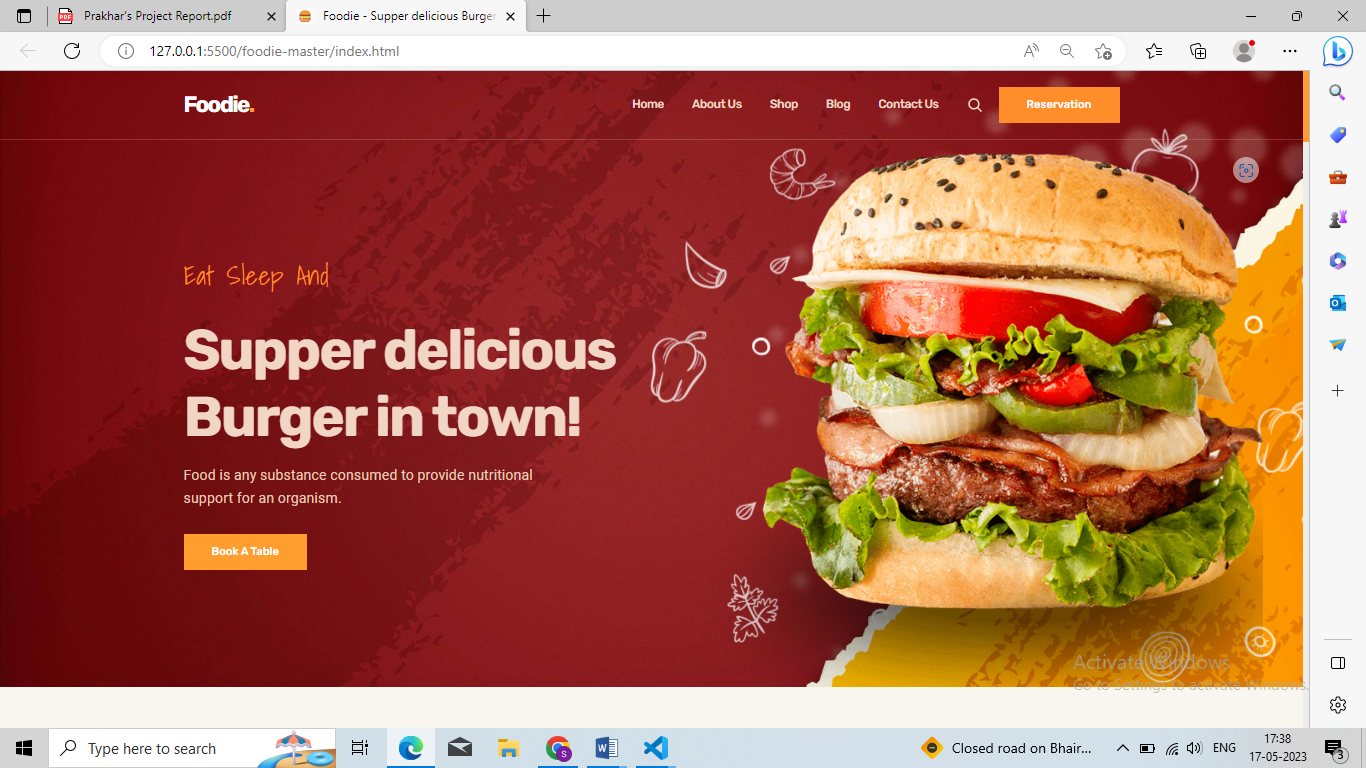 Prakhar's Project Report.pdf
Foodie - Supper delicious Burger
127.0.0.1:5500/foodie-master/index.html
Foodie.
Home
About Us
Shop
Blog
Contact Us
Reservation
Eat Sleep And
Supper delicious
Burger in town!
Food is any substance consumed to provide nutritional
support for an organism.
Book A Table
Activate Windows
Go to Settings to activate Windows.
Type here to search
Closed road on Bhair...
ENG
17:38
17-05-2023
3